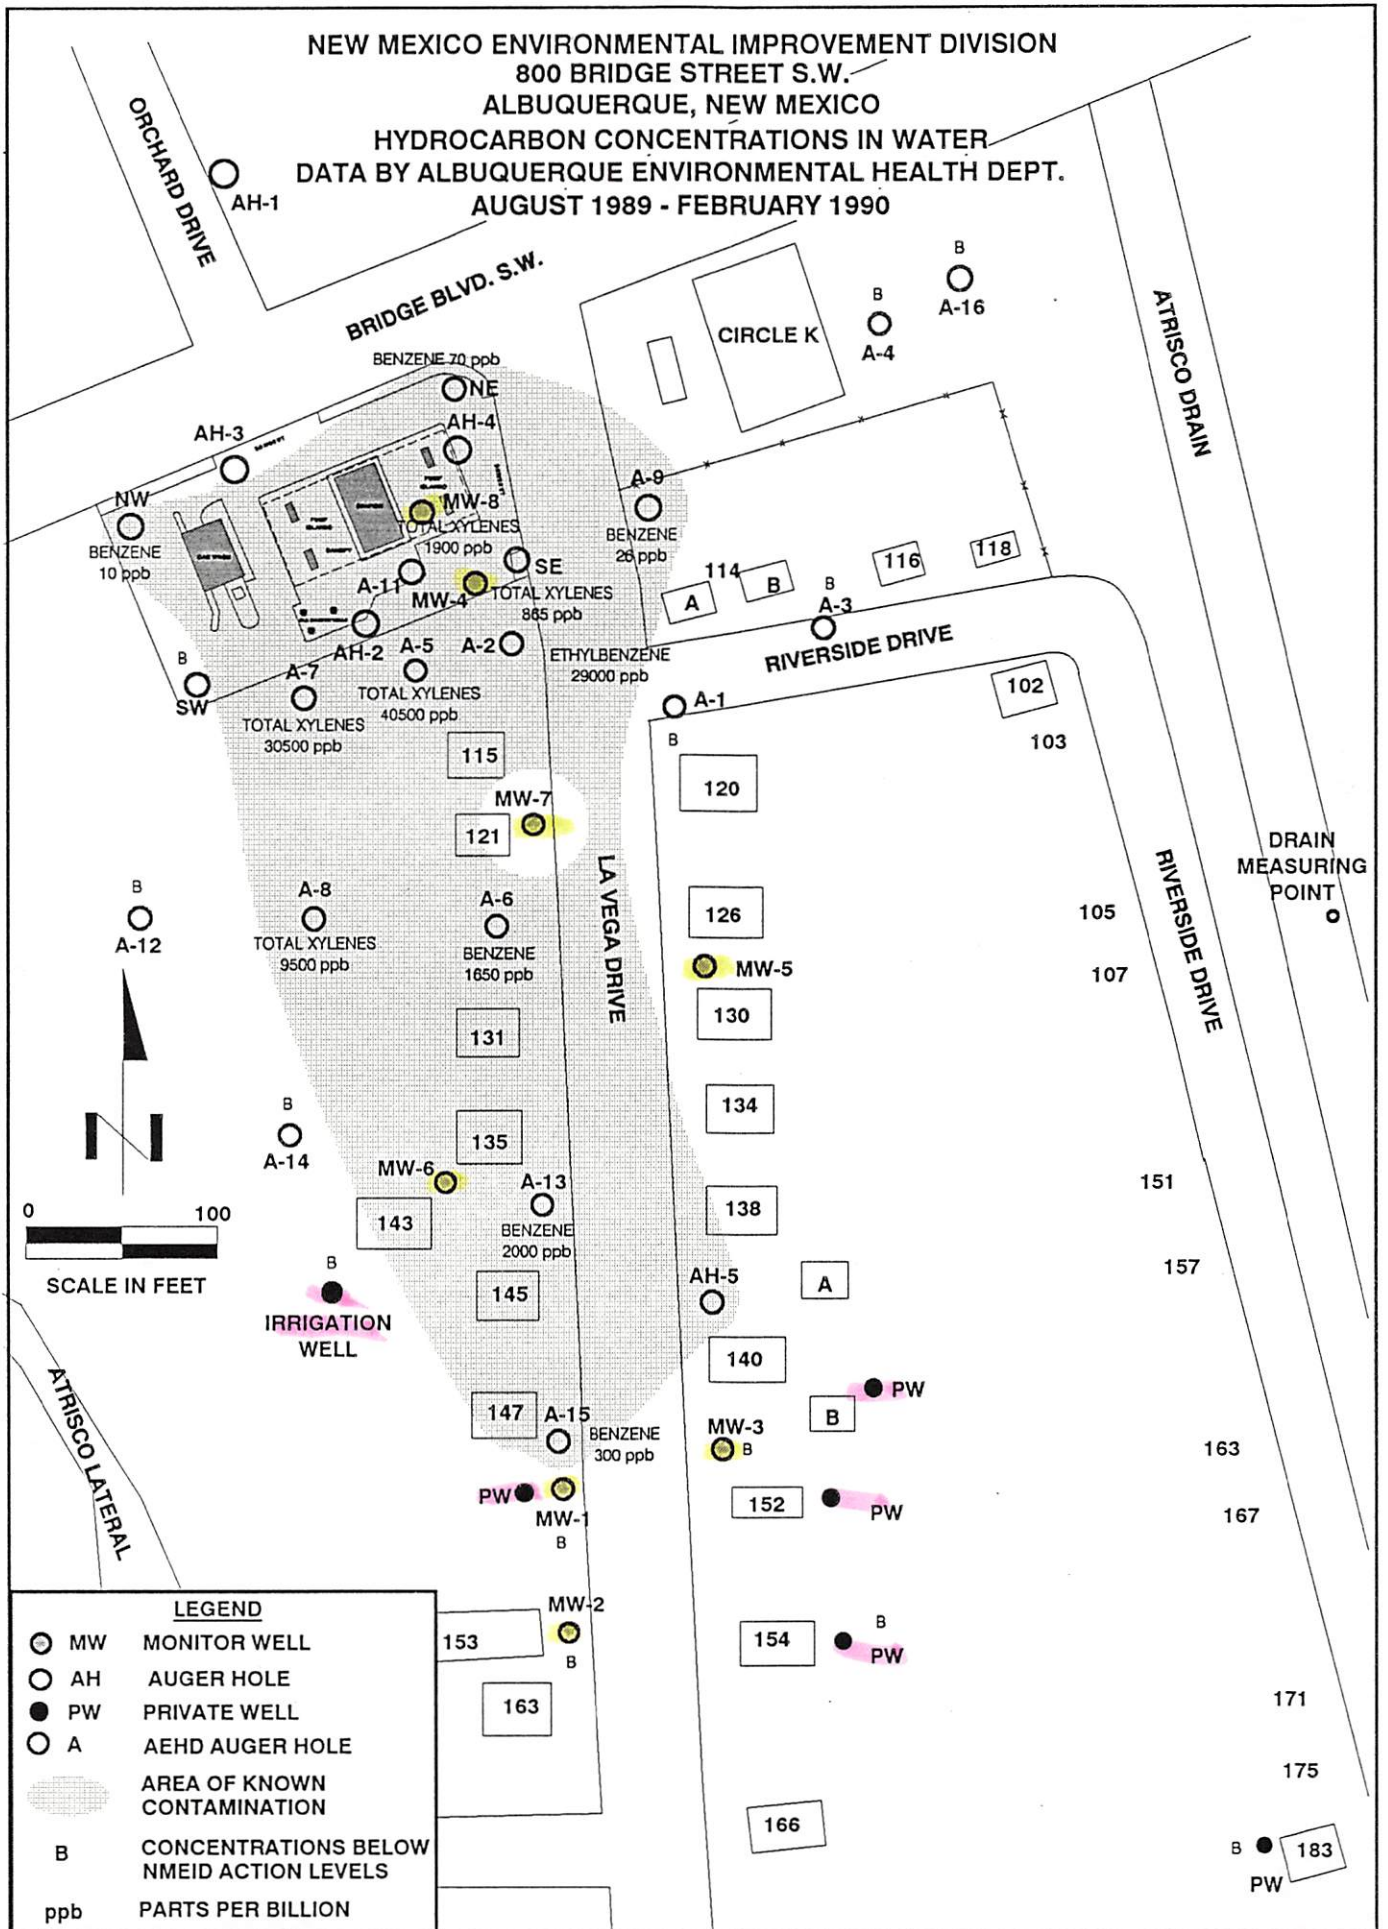 NEW MEXICO ENVIRONMENTAL IMPROVEMENT DIVISION
800 BRIDGE STREET S.W.
ALBUQUERQUE, NEW MEXICO
HYDROCARBON CONCENTRATIONS IN WATER
DATA BY ALBUQUERQUE ENVIRONMENTAL HEALTH DEPT.
AUGUST 1989 - FEBRUARY 1990
ORCHARD DRIVE
AH-1
BRIDGE BLVD. S.W.
ATRISCO DRAIN
CIRCLE K
B
A-16
B
A-4
BENZENE 70 ppb
NE
AH-4
AH-3
NW
BENZENE
10 ppb
MW-8
TOTAL XYLENES
1900 ppb
A-9
BENZENE
26 ppb
SE
A-11
MW-4
TOTAL XYLENES
865 ppb
114
A
B
116
118
B
A-3
RIVERSIDE DRIVE
AH-2
A-5
TOTAL XYLENES
40500 ppb
A-2
ETHYLBENZENE
29000 ppb
B
SW
A-7
TOTAL XYLENES
30500 ppb
A-1
B
102
103
115
120
MW-7
121
LA VEGA DRIVE
DRAIN
MEASURING
POINT
RIVERSIDE DRIVE
B
A-12
A-8
TOTAL XYLENES
9500 ppb
A-6
BENZENE
1650 ppb
126
105
MW-5
107
130
131
134
B
A-14
135
MW-6
A-13
BENZENE
2000 ppb
143
138
151
N
0 100
SCALE IN FEET
157
B
IRRIGATION
WELL
145
AH-5
A
140
PW
B
ATRISCO LATERAL
147
A-15
BENZENE
300 ppb
MW-3
B
163
PW
MW-1
B
152
PW
167
MW-2
B
153
154
B
PW
163
171
175
166
B
PW
183
LEGEND
MW MONITOR WELL
AH AUGER HOLE
PW PRIVATE WELL
A AEHD AUGER HOLE
AREA OF KNOWN
CONTAMINATION
B CONCENTRATIONS BELOW
NMEID ACTION LEVELS
ppb PARTS PER BILLION